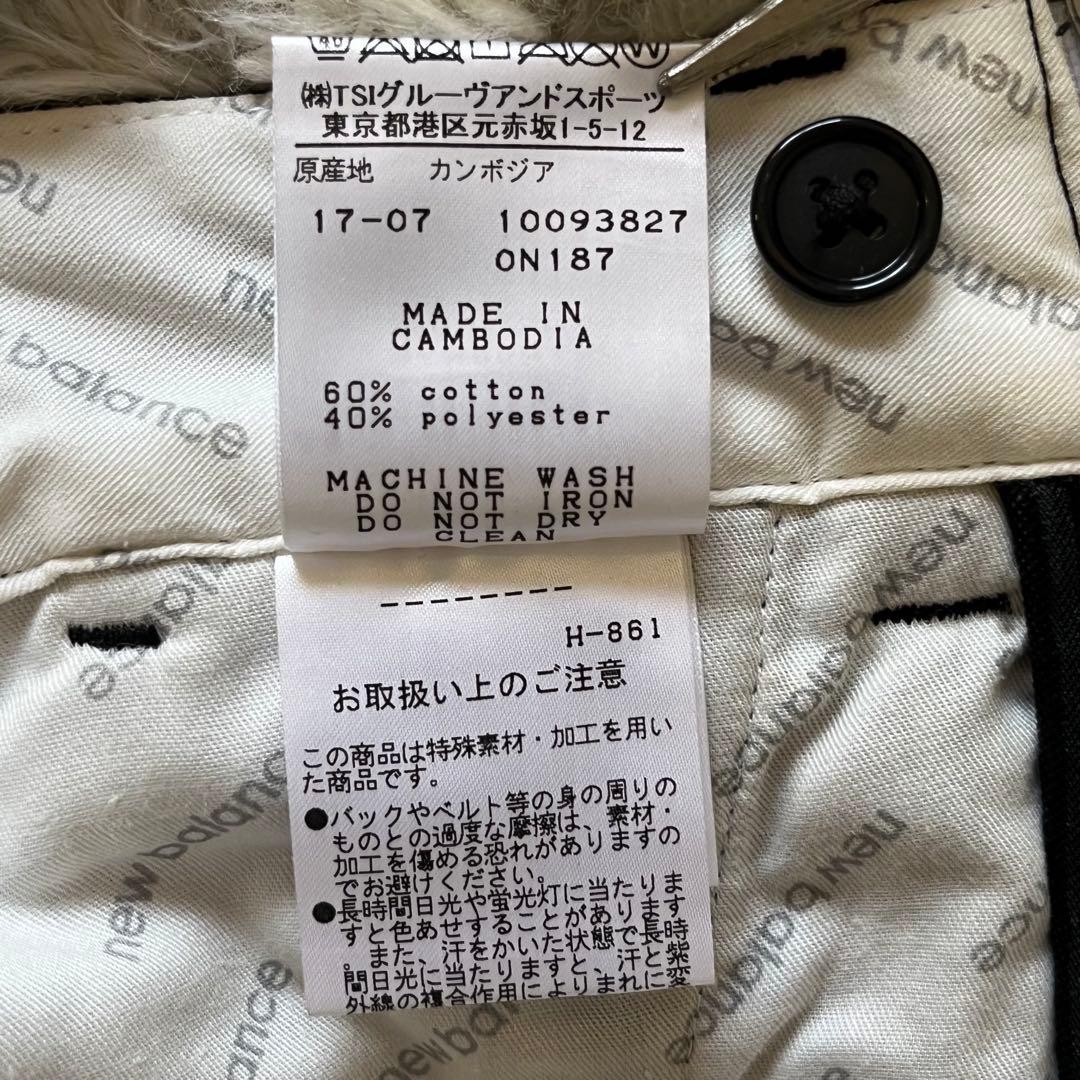 (株)TSIグルーヴアンドスポーツ
東京都港区元赤坂1-5-12
原産地 カンボジア
17-07 10093827
0N187
MADE IN
CAMBODIA
60% cotton
40% polyester
MACHINE WASH
DO NOT IRON
DO NOT DRY
CLEAN
--------
H-861
お取扱い上のご注意
この商品は特殊素材・加工を用い
た商品です。
●バックやベルト等の身の周りの
ものとの過度な摩擦は、素材・
加工を傷める恐れがありますの
でお避けください。
●長時間日光や蛍光灯に当たりま
すと色あせすることがあります
。また、汗をかいた状態で長時
間日光に当たりますと、汗と紫
外線の複合作用によりまれに変
new balance
new balance
new balance
new balance
new balance
new balance
new balance